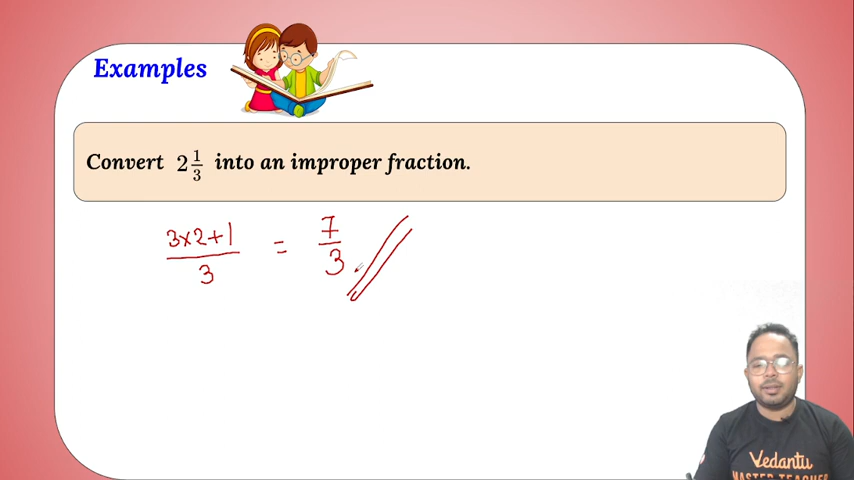 Examples
Convert 2 1/3 into an improper fraction.
3×2+1/3 = 7/3
Vedantu
MASTER TEACHER